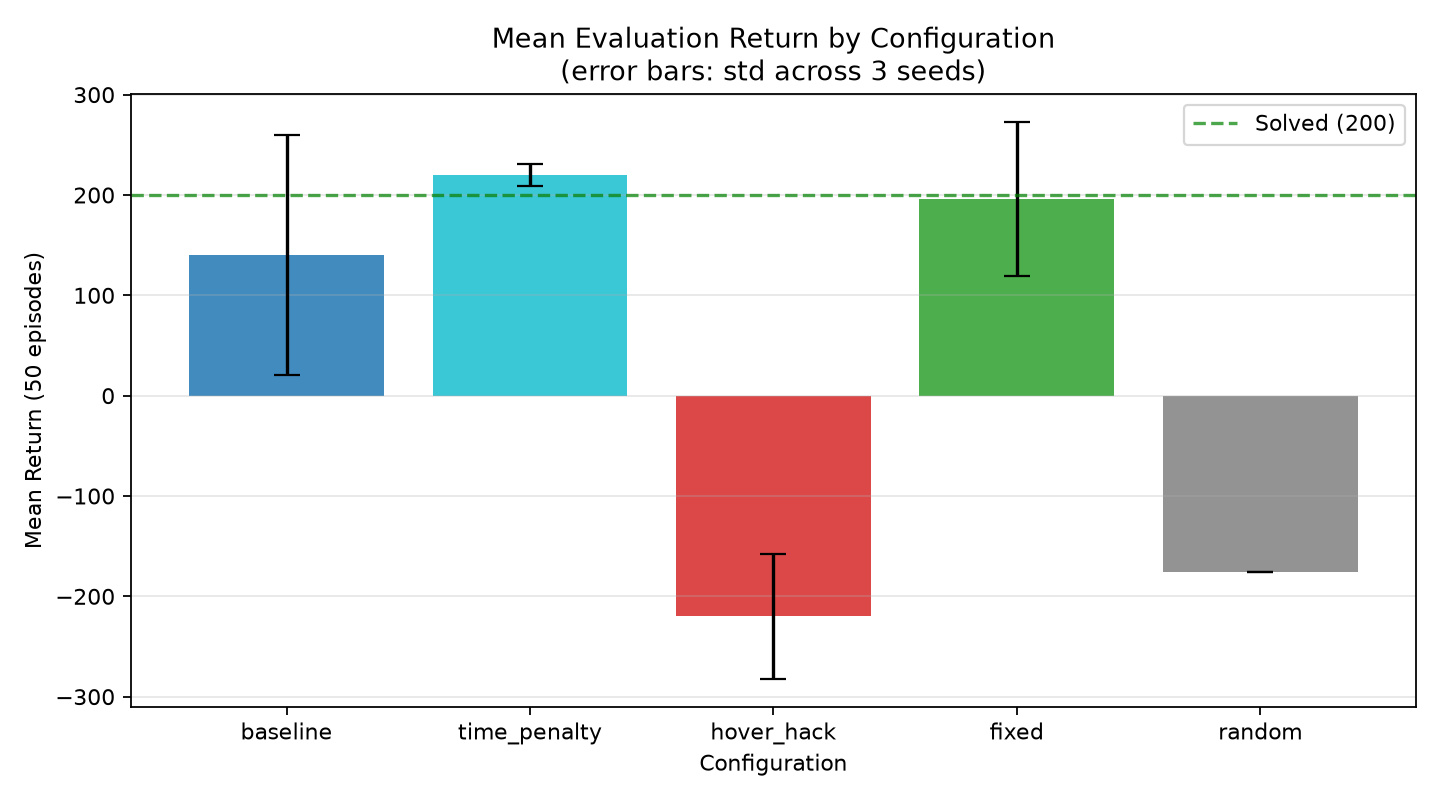 Mean Evaluation Return by Configuration
(error bars: std across 3 seeds)
Solved (200)
Mean Return (50 episodes)
300
200
100
0
−100
−200
−300
baseline
time_penalty
hover_hack
fixed
random
Configuration